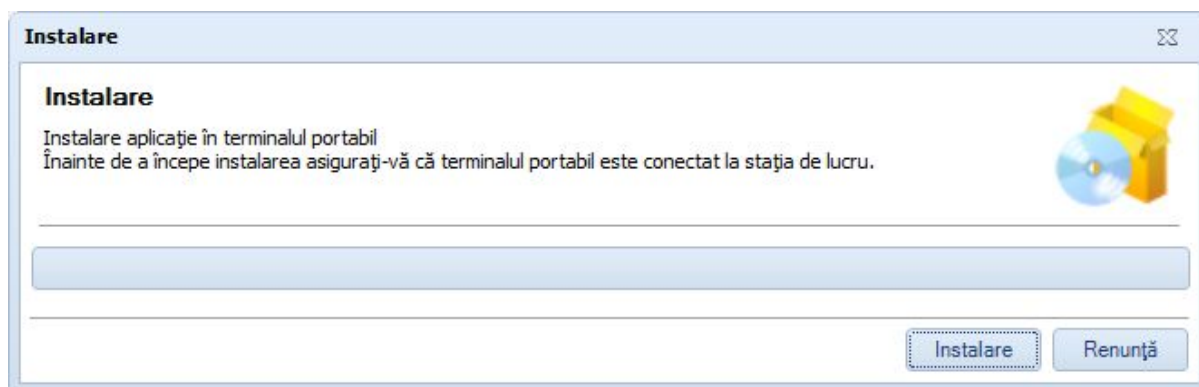 Instalare
Instalare
Instalare aplicaţie în terminalul portabil
Înainte de a începe instalarea asiguraţi-vă că terminalul portabil este conectat la staţia de lucru.
Instalare Renunţă